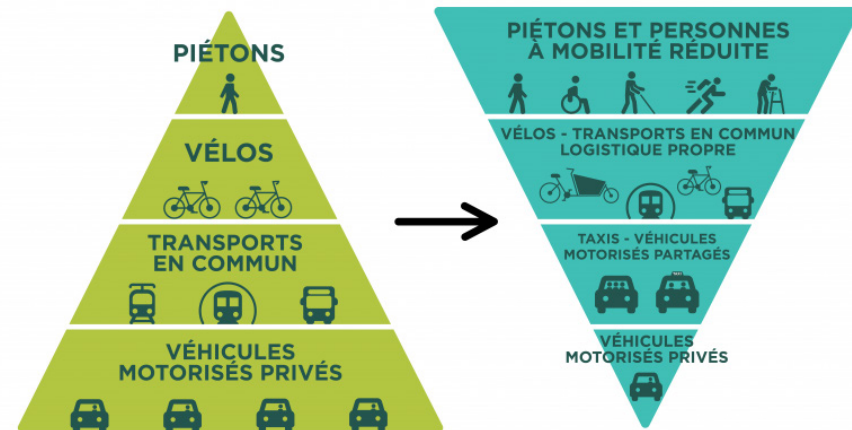 PIÉTONS
VÉLOS
TRANSPORTS
EN COMMUN
VÉHICULES
MOTORISÉS PRIVÉS
PIÉTONS ET PERSONNES
À MOBILITÉ RÉDUITE
VÉLOS - TRANSPORTS EN COMMUN
LOGISTIQUE PROPRE
TAXIS - VÉHICULES
MOTORISÉS PARTAGÉS
TAXI
VÉHICULES
MOTORISÉS PRIVÉS